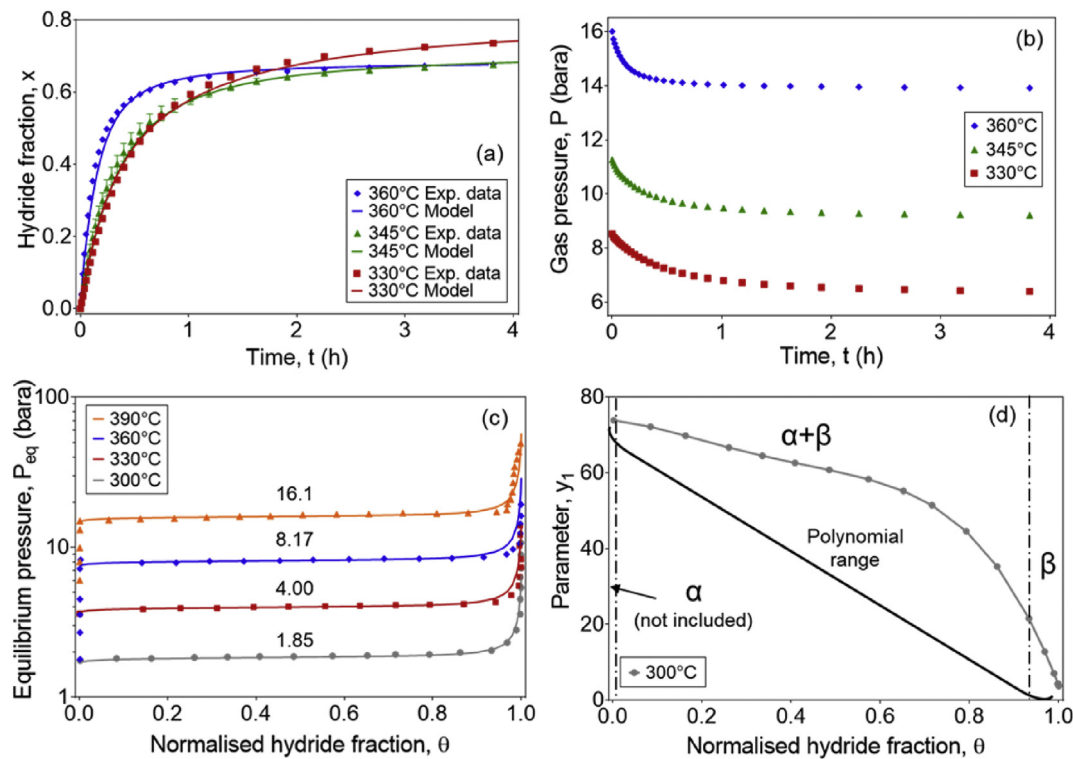 0.8
0.6
0.4
0.2
0.0
Hydride fraction, x
(a)
360°C Exp. data
360°C Model
345°C Exp. data
345°C Model
330°C Exp. data
330°C Model
0 1 2 3 4
Time, t (h)
16
14
12
10
8
6
Gas pressure, P (bara)
(b)
360°C
345°C
330°C
0 1 2 3 4
Time, t (h)
100
10
1
Equilibrium pressure, Peq (bara)
(c)
390°C
360°C
330°C
300°C
16.1
8.17
4.00
1.85
0.0 0.2 0.4 0.6 0.8 1.0
Normalised hydride fraction, θ
80
60
40
20
0
Parameter, y1
(d)
α+β
Polynomial
range
α
(not included)
β
300°C
0.0 0.2 0.4 0.6 0.8 1.0
Normalised hydride fraction, θ